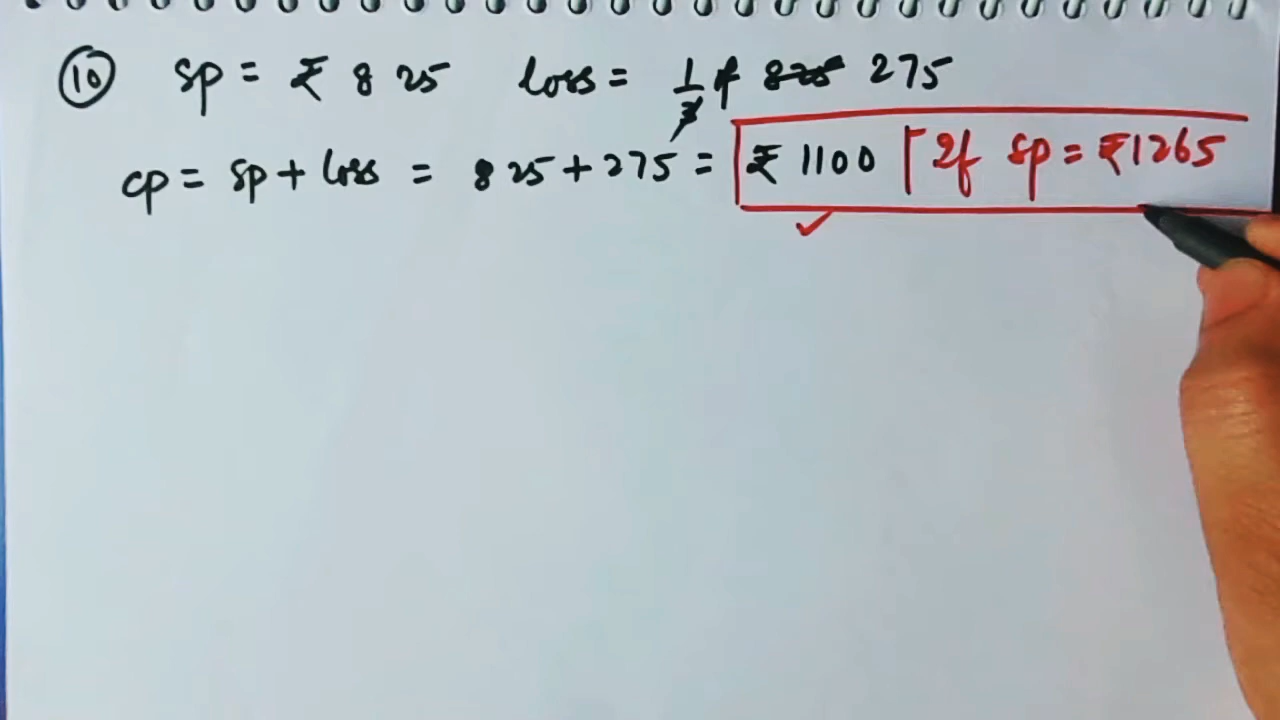 10 SP = ₹ 825 loss = 1/3 of 825 275
CP = SP + loss = 825 + 275 = ₹ 1100 If SP = ₹1265